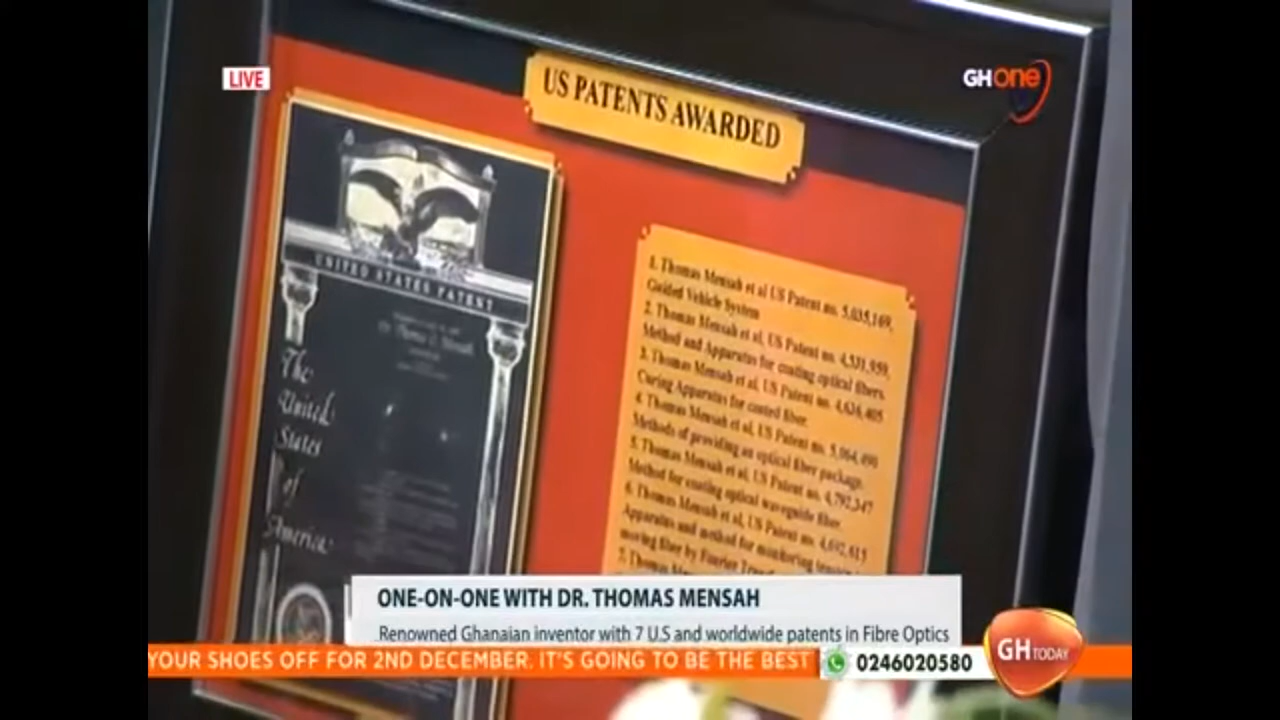 LIVE
GHOne
US PATENTS AWARDED
UNITED STATES PATENT
The
United
States
of
America
1. Thomas Mensah et al US Patent no. 5,035,169,
Guided Vehicle System
2. Thomas Mensah et al, US Patent no. 4,531,959,
Method and Apparatus for coating optical fibers.
3. Thomas Mensah et al, US Patent no. 4,636,405
Curing Apparatus for coated fiber.
4. Thomas Mensah et al, US Patent no. 5,064,490
Methods of providing an optical fiber package.
5. Thomas Mensah et al, US Patent no. 4,792,347
Method for coating optical waveguide fiber.
6. Thomas Mensah et al, US Patent no. 4,692,615
Apparatus and method for monitoring tension in
moving fiber by Fourier
7. Thomas
ONE-ON-ONE WITH DR. THOMAS MENSAH
Renowned Ghanaian inventor with 7 U.S and worldwide patents in Fibre Optics
YOUR SHOES OFF FOR 2ND DECEMBER. IT'S GOING TO BE THE BEST
0246020580
GH TODAY